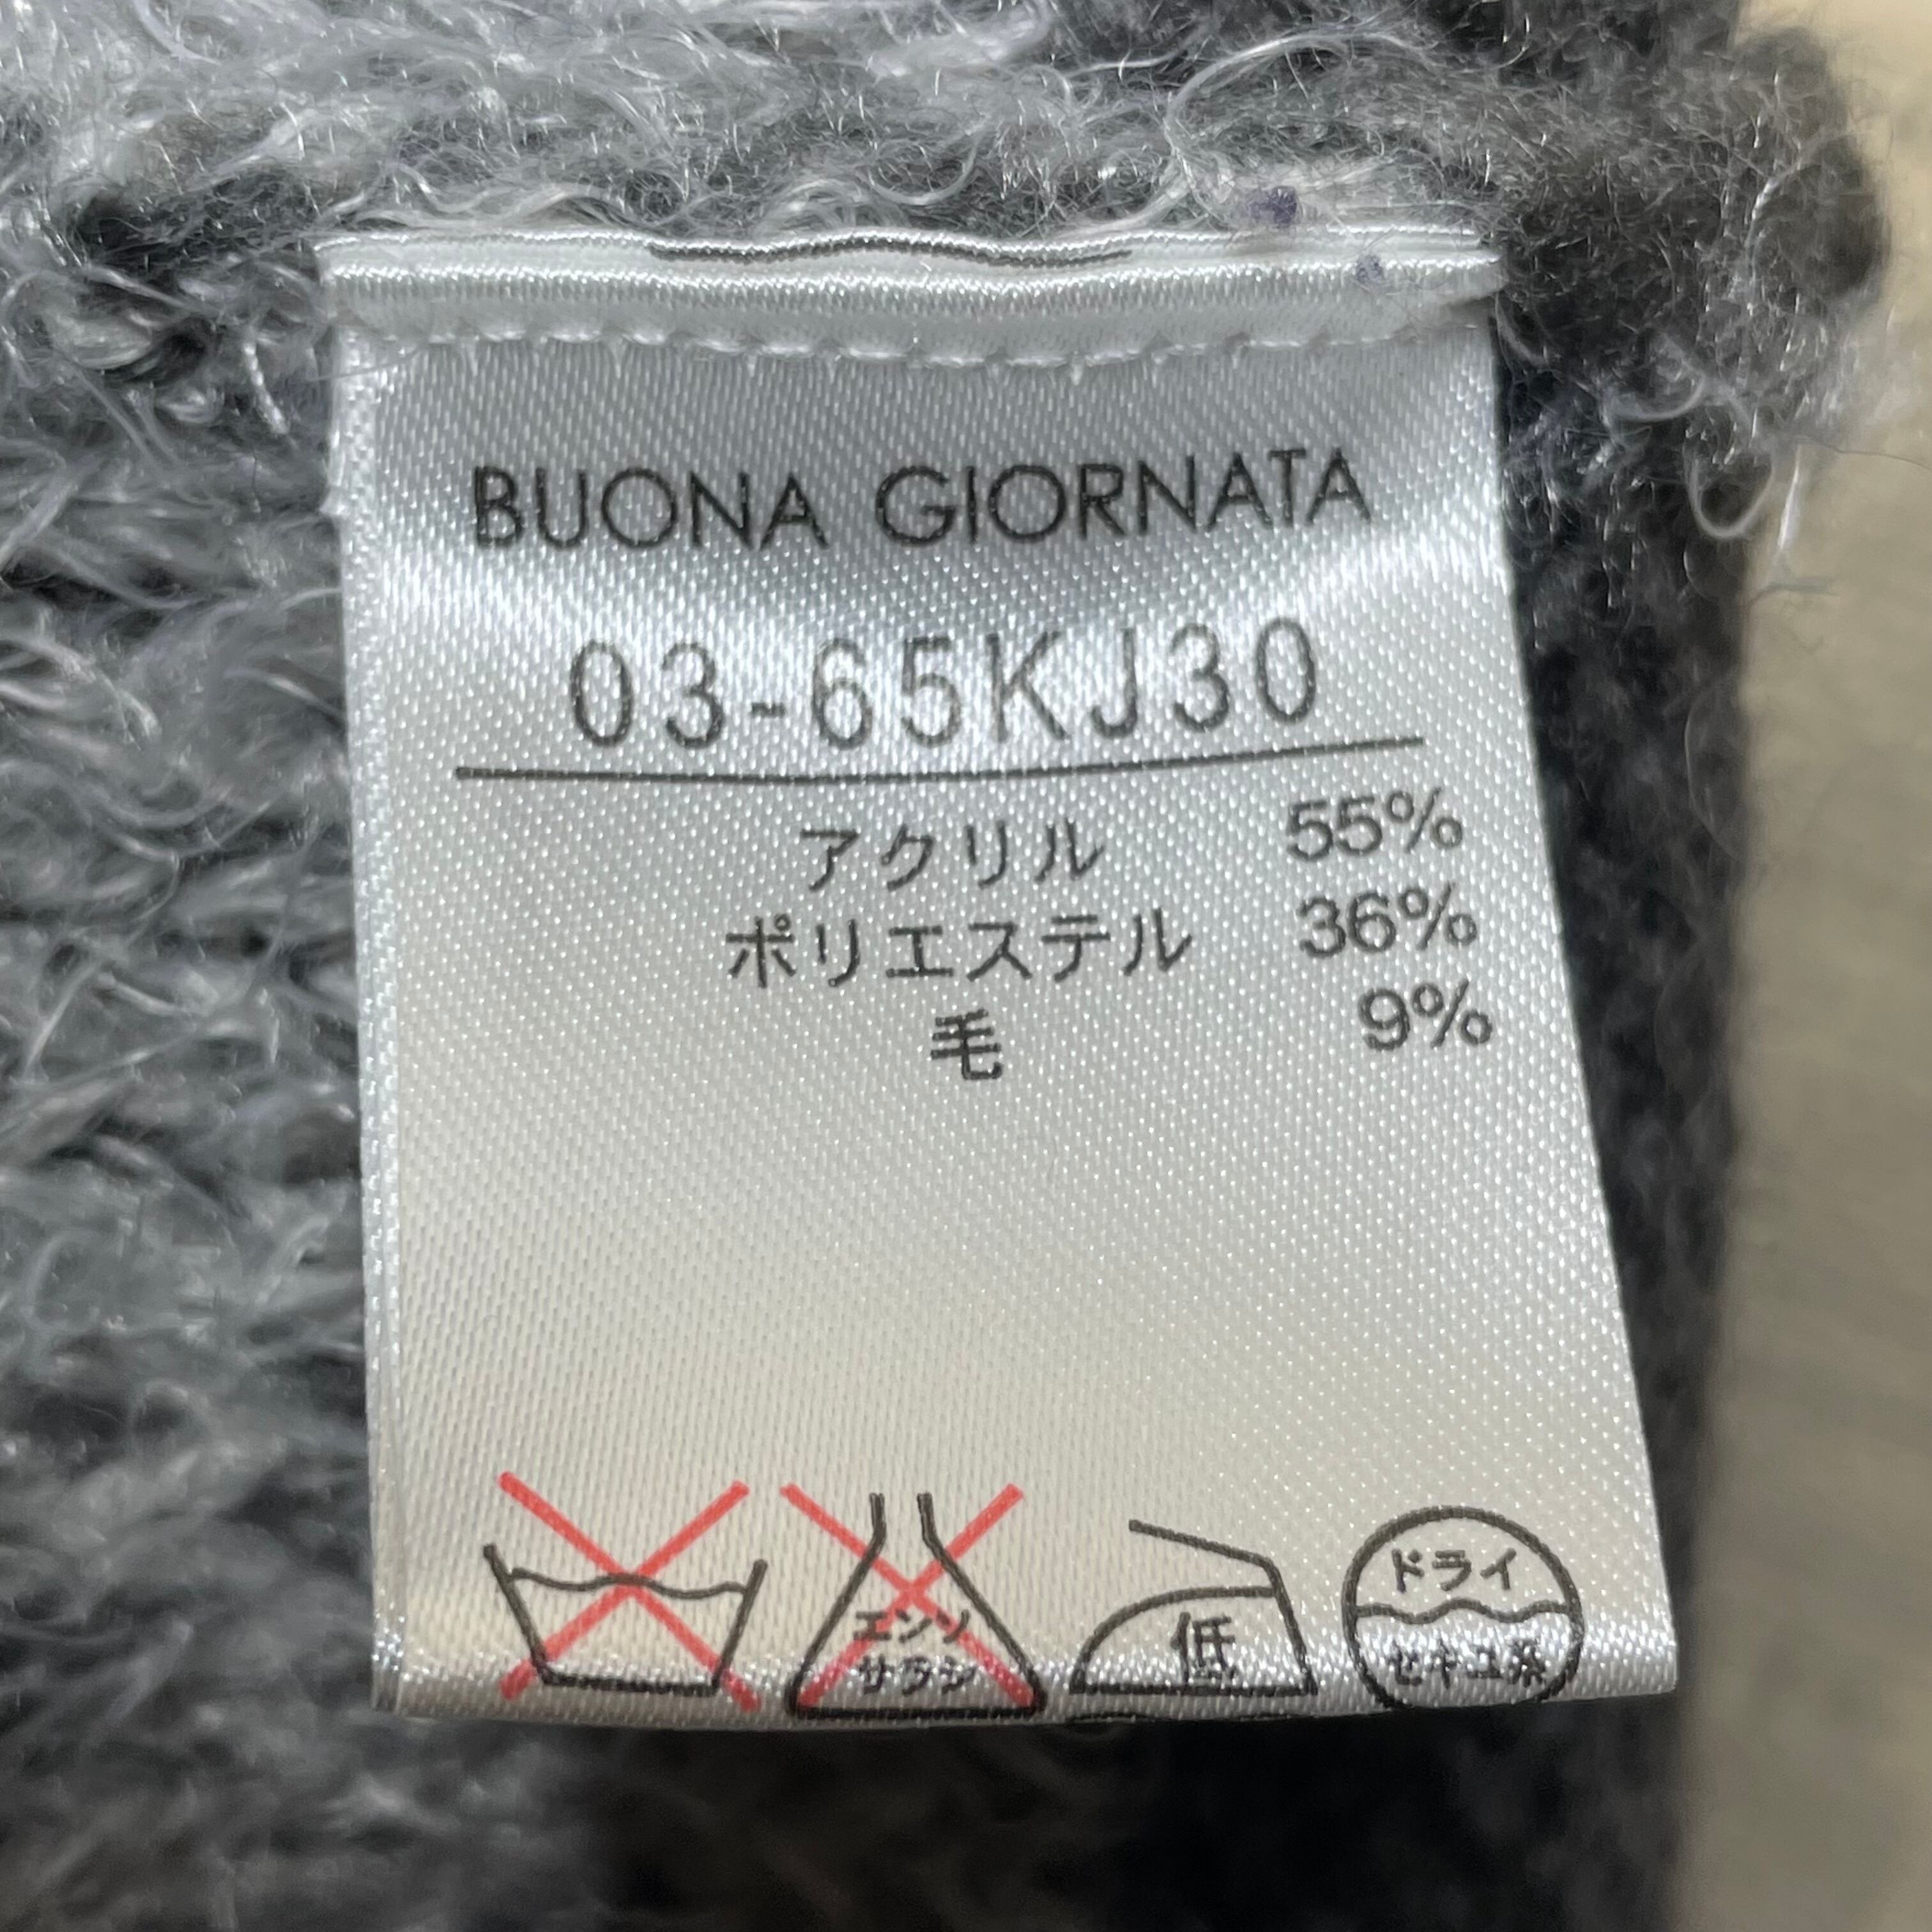 BUONA GIORNATA
03-65KJ30
アクリル 55%
ポリエステル 36%
毛 9%
エンソ
サラシ
低
ドライ
セキユ系